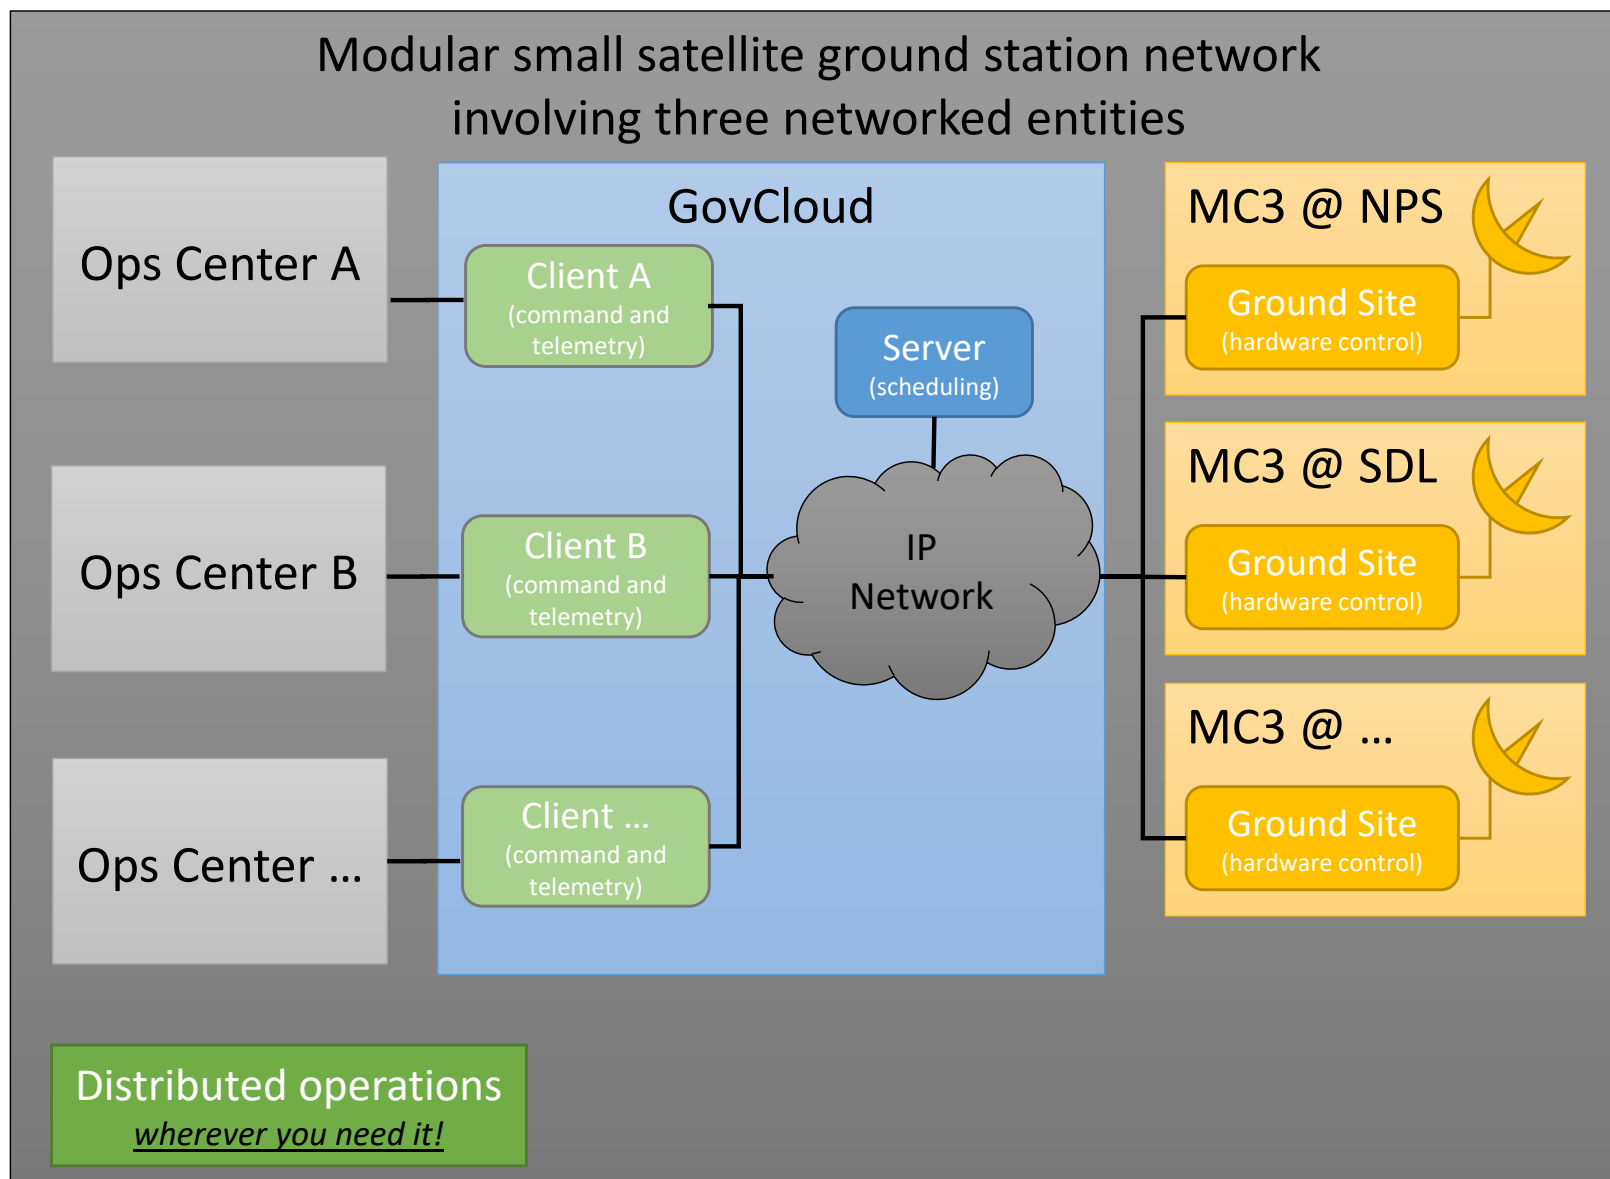 Modular small satellite ground station network
involving three networked entities
Ops Center A
Ops Center B
Ops Center ...
GovCloud
Client A
(command and
telemetry)
Client B
(command and
telemetry)
Client ...
(command and
telemetry)
Server
(scheduling)
IP
Network
MC3 @ NPS
Ground Site
(hardware control)
MC3 @ SDL
Ground Site
(hardware control)
MC3 @ ...
Ground Site
(hardware control)
Distributed operations
wherever you need it!